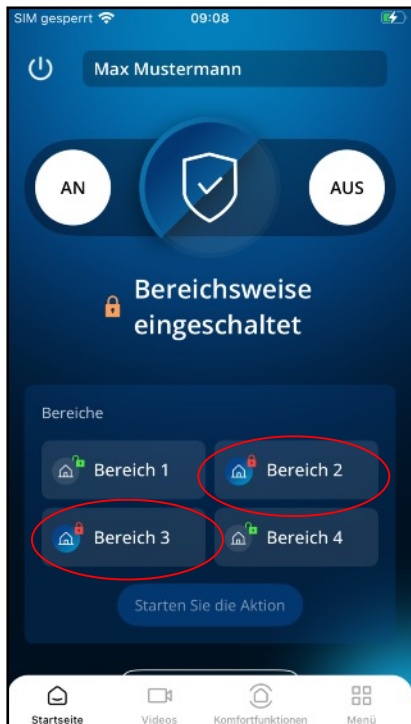 SIM gesperrt 09:08
Max Mustermann
AN AUS
Bereichsweise
eingeschaltet
Bereiche
Bereich 1 Bereich 2
Bereich 3 Bereich 4
Starten Sie die Aktion
Startseite Videos Komfortfunktionen Menü